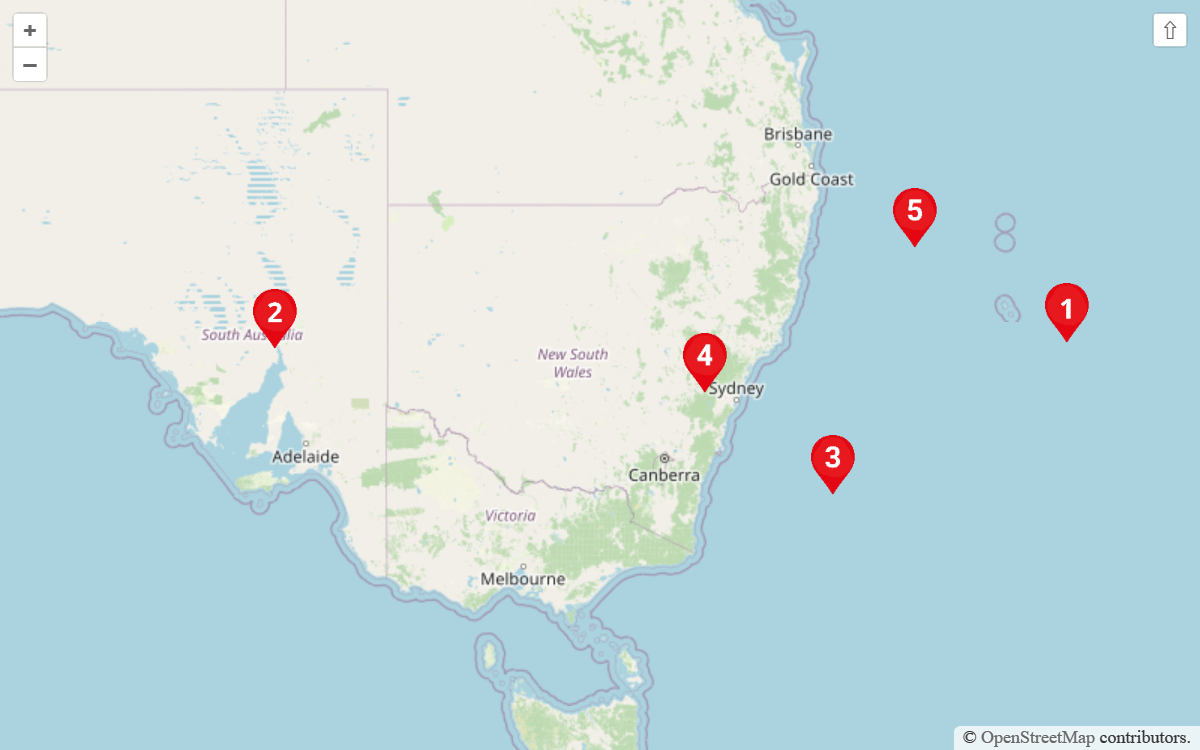 +
−
⇧
Brisbane
Gold Coast
5
1
2
South Australia
New South
Wales
4
Sydney
Adelaide
3
Canberra
Victoria
Melbourne
© OpenStreetMap contributors.